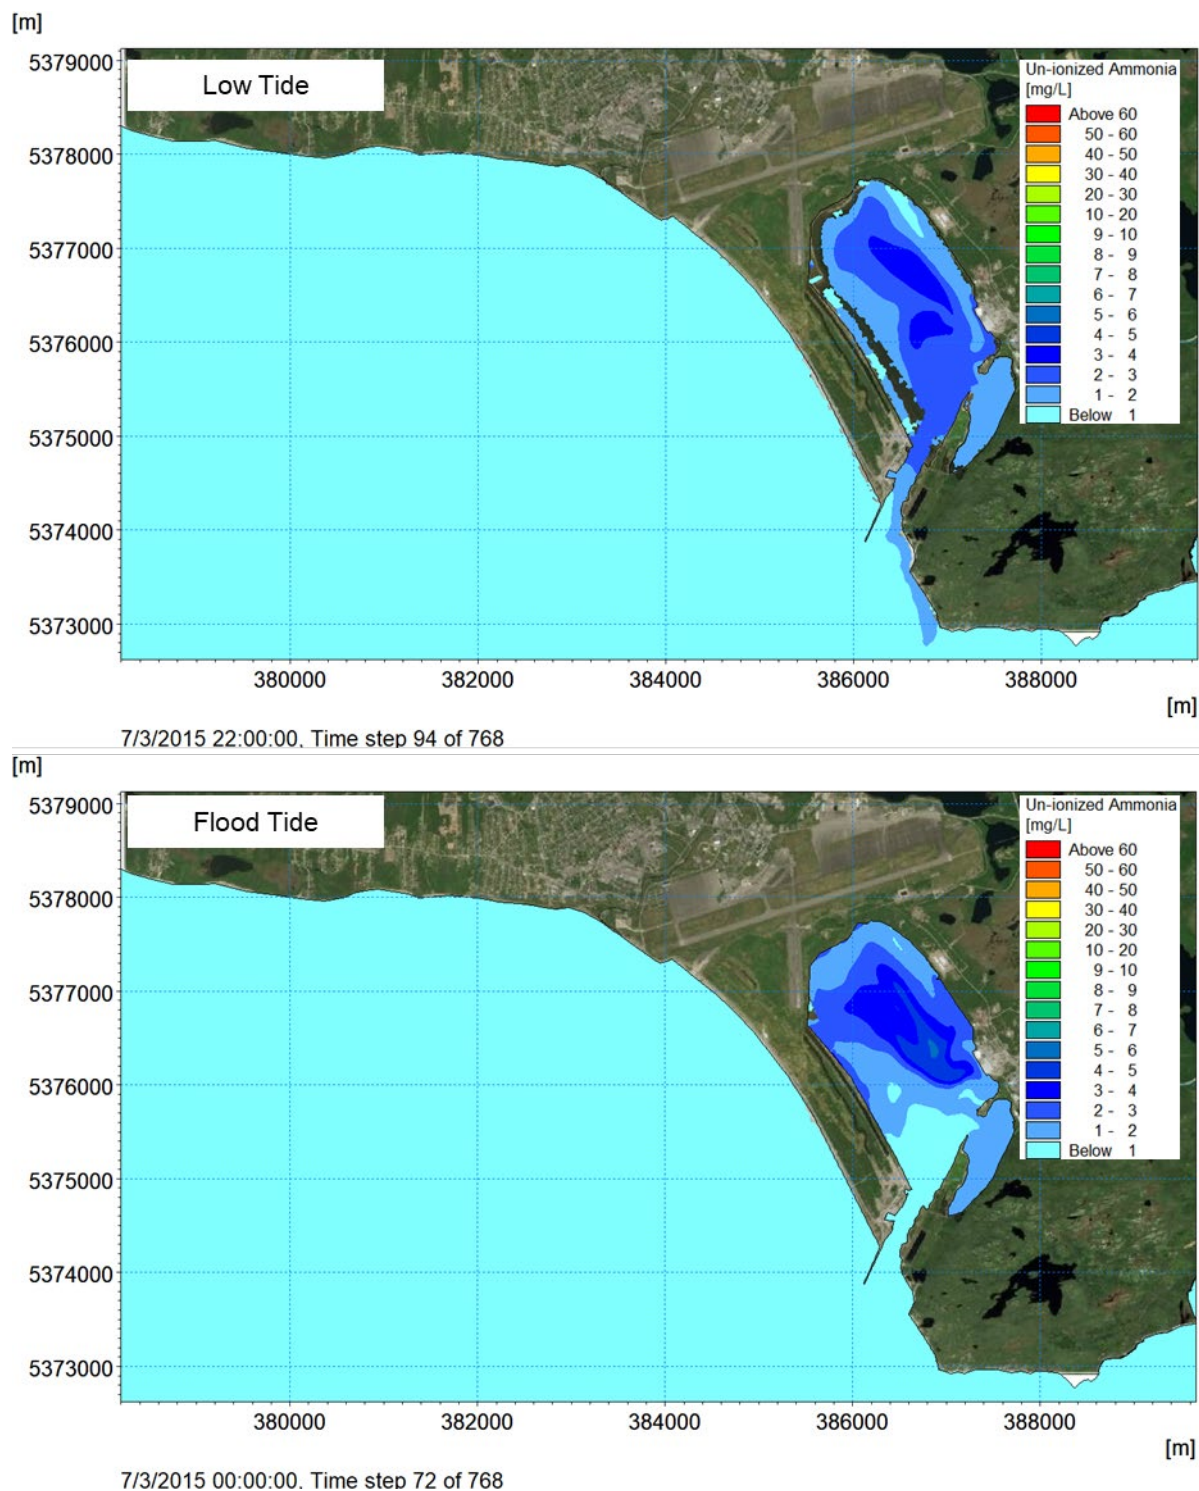 [m]
Low Tide
Un-ionized Ammonia
[mg/L]
Above 60
50 - 60
40 - 50
30 - 40
20 - 30
10 - 20
9 - 10
8 - 9
7 - 8
6 - 7
5 - 6
4 - 5
3 - 4
2 - 3
1 - 2
Below 1
5379000
5378000
5377000
5376000
5375000
5374000
5373000
380000
382000
384000
386000
388000
[m]
7/3/2015 22:00:00, Time step 94 of 768
[m]
Flood Tide
Un-ionized Ammonia
[mg/L]
Above 60
50 - 60
40 - 50
30 - 40
20 - 30
10 - 20
9 - 10
8 - 9
7 - 8
6 - 7
5 - 6
4 - 5
3 - 4
2 - 3
1 - 2
Below 1
5379000
5378000
5377000
5376000
5375000
5374000
5373000
380000
382000
384000
386000
388000
[m]
7/3/2015 00:00:00, Time step 72 of 768